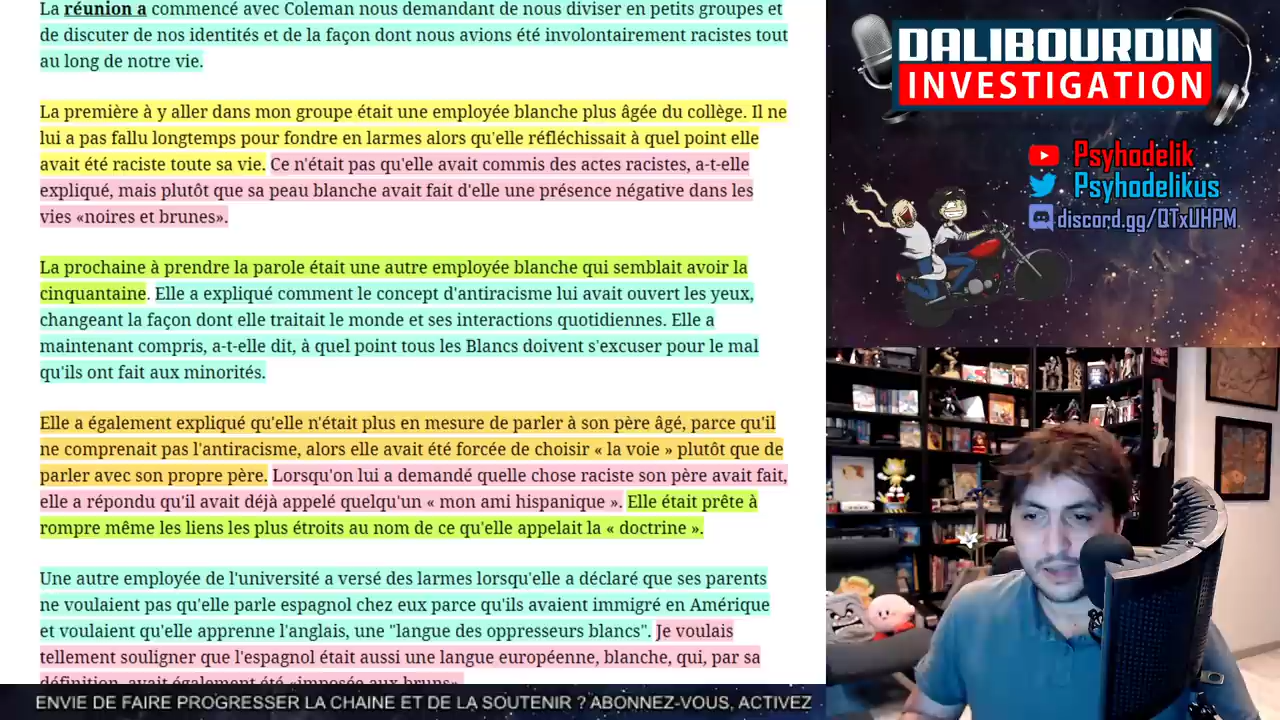 La réunion a commencé avec Coleman nous demandant de nous diviser en petits groupes et
de discuter de nos identités et de la façon dont nous avions été involontairement racistes tout
au long de notre vie.
La première à y aller dans mon groupe était une employée blanche plus âgée du collège. Il ne
lui a pas fallu longtemps pour fondre en larmes alors qu'elle réfléchissait à quel point elle
avait été raciste toute sa vie. Ce n'était pas qu'elle avait commis des actes racistes, a-t-elle
expliqué, mais plutôt que sa peau blanche avait fait d'elle une présence négative dans les
vies «noires et brunes».
La prochaine à prendre la parole était une autre employée blanche qui semblait avoir la
cinquantaine. Elle a expliqué comment le concept d'antiracisme lui avait ouvert les yeux,
changeant la façon dont elle traitait le monde et ses interactions quotidiennes. Elle a
maintenant compris, a-t-elle dit, à quel point tous les Blancs doivent s'excuser pour le mal
qu'ils ont fait aux minorités.
Elle a également expliqué qu'elle n'était plus en mesure de parler à son père âgé, parce qu'il
ne comprenait pas l'antiracisme, alors elle avait été forcée de choisir « la voie » plutôt que de
parler avec son propre père. Lorsqu'on lui a demandé quelle chose raciste son père avait fait,
elle a répondu qu'il avait déjà appelé quelqu'un « mon ami hispanique ». Elle était prête à
rompre même les liens les plus étroits au nom de ce qu'elle appelait la « doctrine ».
Une autre employée de l'université a versé des larmes lorsqu'elle a déclaré que ses parents
ne voulaient pas qu'elle parle espagnol chez eux parce qu'ils avaient immigré en Amérique
et voulaient qu'elle apprenne l'anglais, une "langue des oppresseurs blancs". Je voulais
tellement souligner que l'espagnol était aussi une langue européenne, blanche, qui, par sa
définition, avait également été «imposée aux bruns».
DALIBOURDIN
INVESTIGATION
Psyhodelik
Psyhodelikus
discord.gg/QTxUHPM
ENVIE DE FAIRE PROGRESSER LA CHAINE ET DE LA SOUTENIR ? ABONNEZ-VOUS, ACTIVEZ